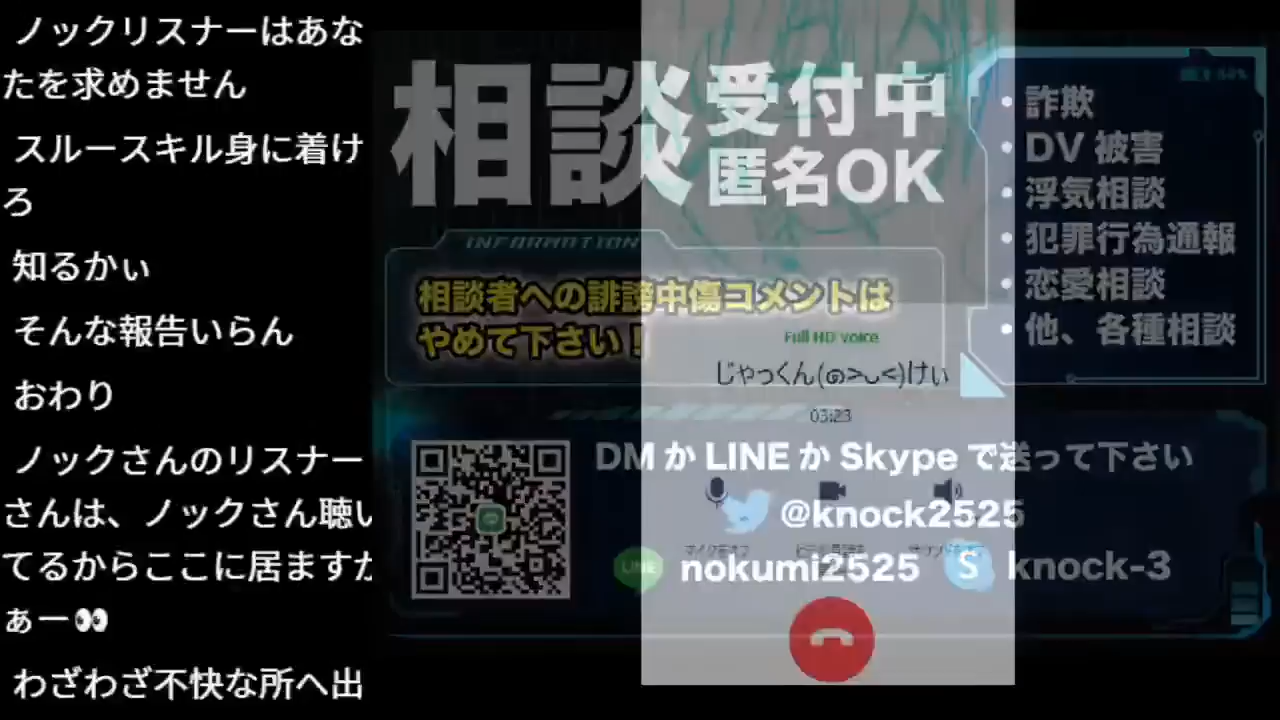 ノックリスナーはあな
たを求めません
スルースキル身に着け
ろ
知るかぃ
そんな報告いらん
おわり
ノックさんのリスナー
さんは、ノックさん聴い
てるからここに居ますた
ぁー👀
わざわざ不快な所へ出
相談
受付中
匿名OK
INFORMATION
相談者への誹謗中傷コメントは
やめて下さい！
• 詐欺
• DV 被害
• 浮気相談
• 犯罪行為通報
• 恋愛相談
• 他、各種相談
Full HD voice
じゃっくん(๑>ᴗ<)けぃ
03:23
DM か LINE か Skype で送って下さい
@knock2525
LINE nokumi2525
knock-3